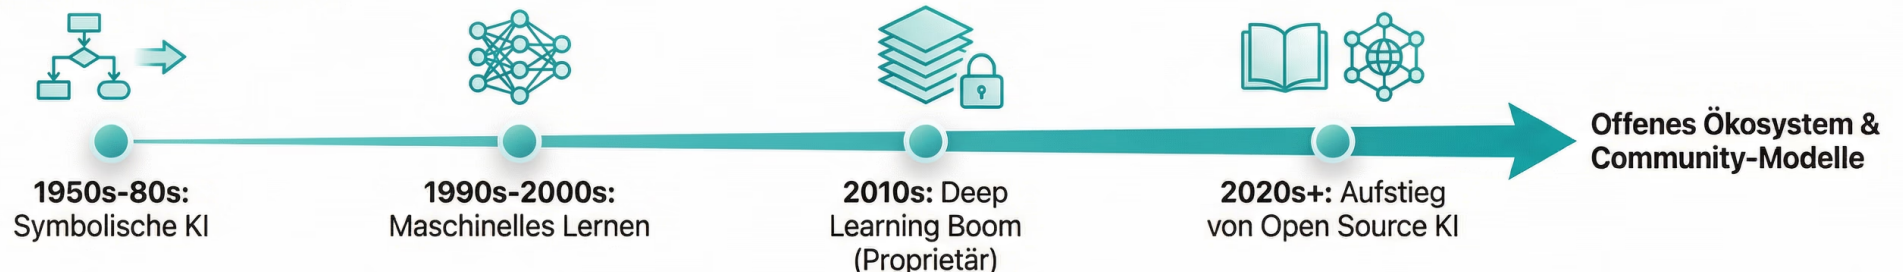 Offenes Ökosystem &
Community-Modelle
1950s-80s:
Symbolische KI
1990s-2000s:
Maschinelles Lernen
2010s: Deep
Learning Boom
(Proprietär)
2020s+: Aufstieg
von Open Source KI